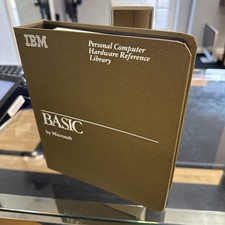 IBM
Personal Computer
Hardware Reference
Library
BASIC
by Microsoft